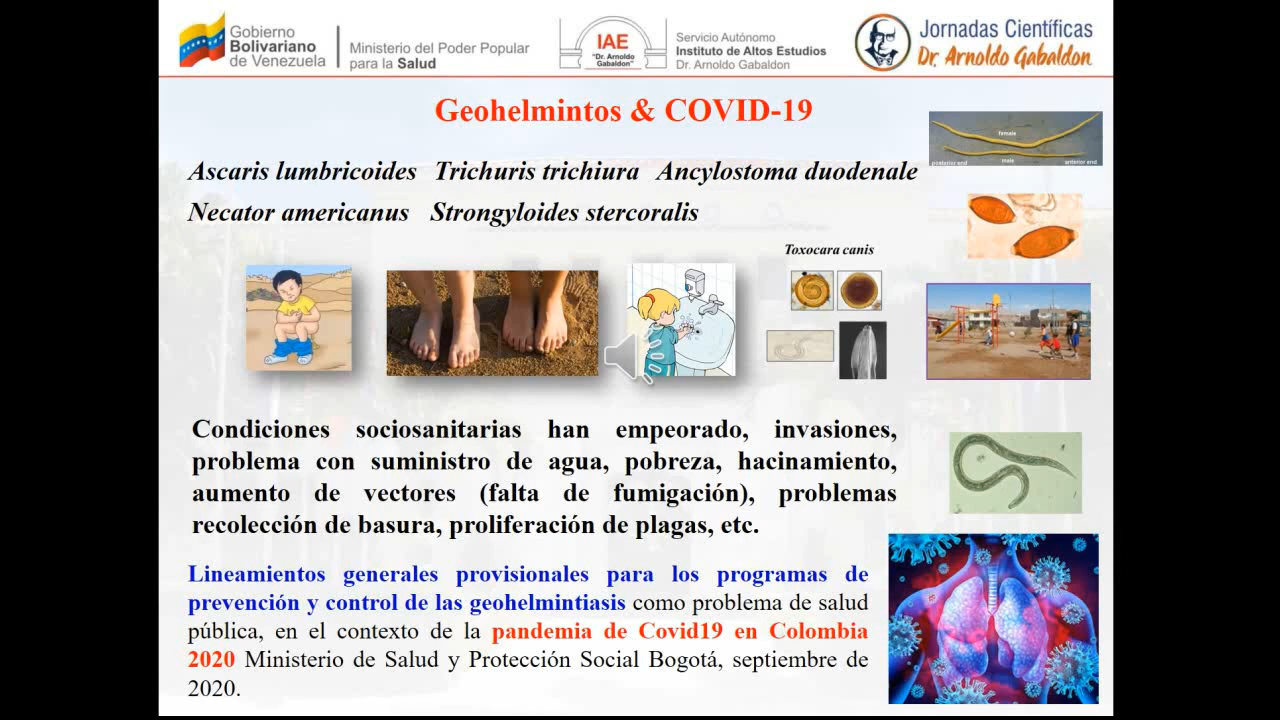 Gobierno
Bolivariano
de Venezuela
Ministerio del Poder Popular
para la Salud
IAE
"Dr. Arnoldo
Gabaldon"
Servicio Autónomo
Instituto de Altos Estudios
Dr. Arnoldo Gabaldon
Jornadas Científicas
Dr. Arnoldo Gabaldon
Geohelmintos & COVID-19
female
male
posterior end
anterior end
Ascaris lumbricoides Trichuris trichiura Ancylostoma duodenale
Necator americanus Strongyloides stercoralis
Toxocara canis
Condiciones sociosanitarias han empeorado, invasiones,
problema con suministro de agua, pobreza, hacinamiento,
aumento de vectores (falta de fumigación), problemas
recolección de basura, proliferación de plagas, etc.
Lineamientos generales provisionales para los programas de
prevención y control de las geohelmintiasis como problema de salud
pública, en el contexto de la pandemia de Covid19 en Colombia
2020 Ministerio de Salud y Protección Social Bogotá, septiembre de
2020.